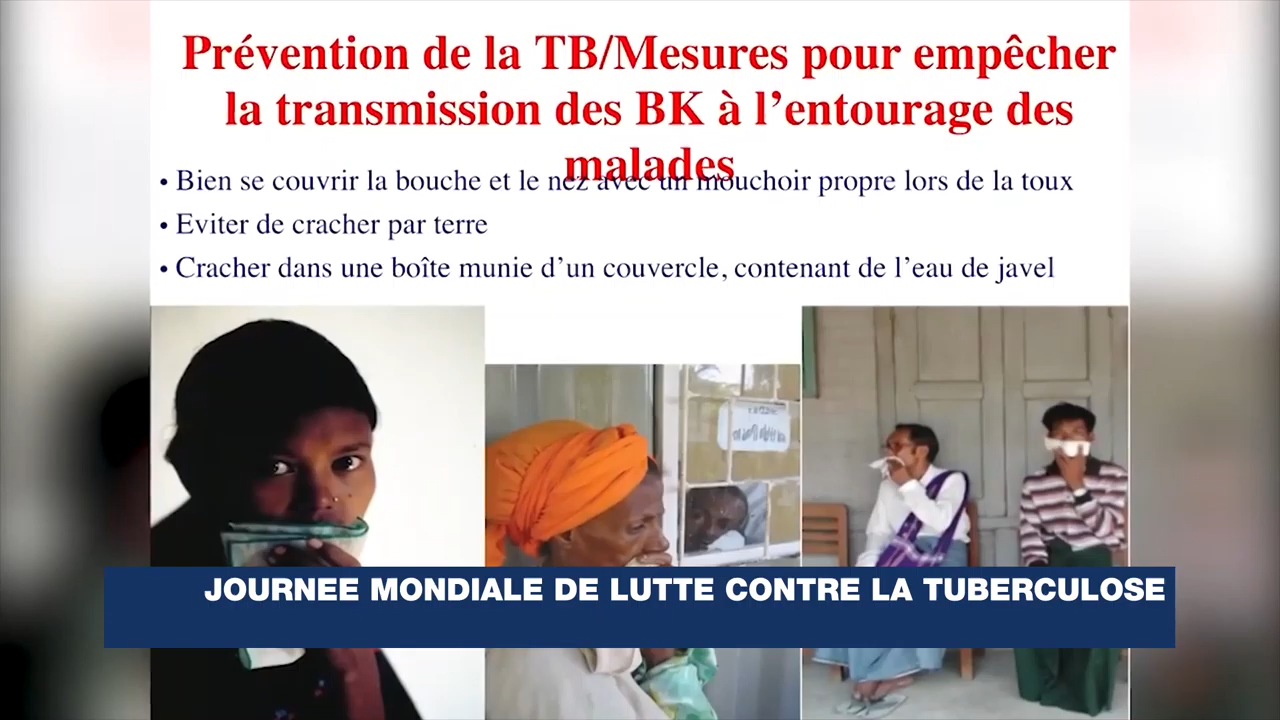 Prévention de la TB/Mesures pour empêcher
la transmission des BK à l’entourage des
malades
• Bien se couvrir la bouche et le nez avec un mouchoir propre lors de la toux
• Eviter de cracher par terre
• Cracher dans une boîte munie d’un couvercle, contenant de l’eau de javel
JOURNEE MONDIALE DE LUTTE CONTRE LA TUBERCULOSE